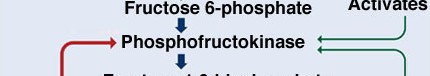 Activates
Fructose 6-phosphate
Phosphofructokinase